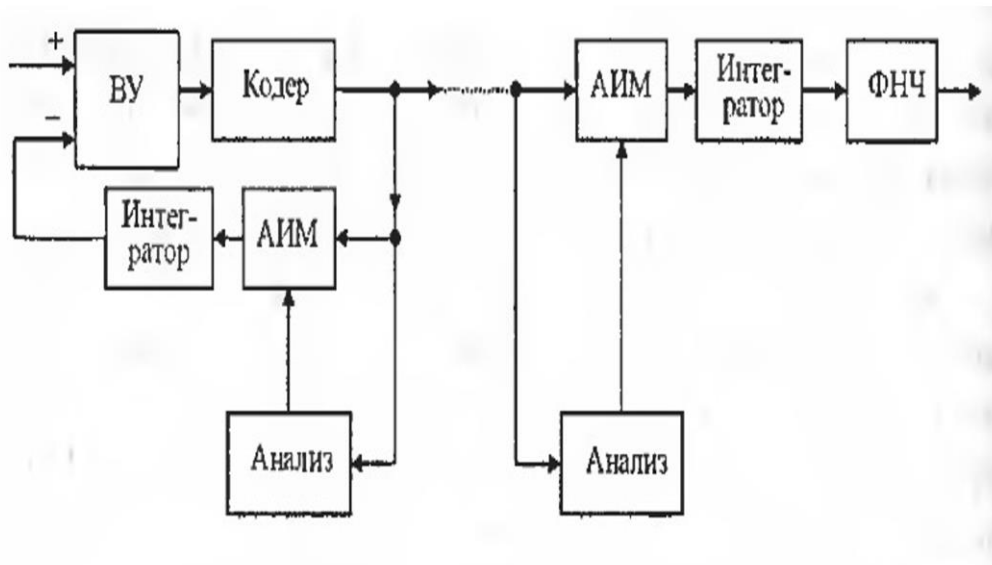 +
ВУ
Кодер
АИМ
Интег-
ратор
ФНЧ
–
Интег-
ратор
АИМ
Анализ
Анализ